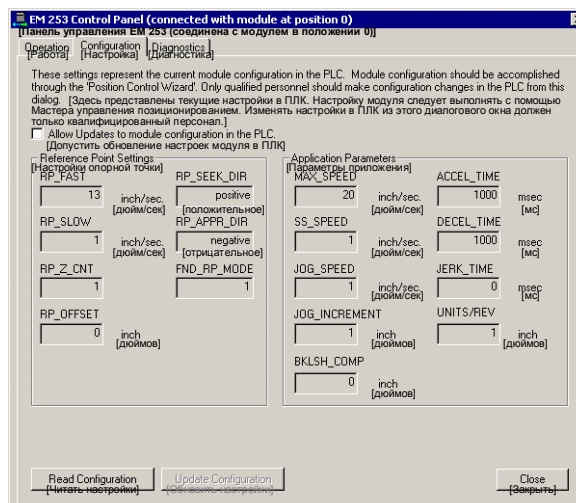 EM 253 Control Panel (connected with module at position 0)
[Панель управления EM 253 (соединена с модулем в положении 0)]
Operation Configuration Diagnostics
[Работа] [Настройка] [Диагностика]
These settings represent the current module configuration in the PLC. Module configuration should be accomplished
through the 'Position Control Wizard'. Only qualified personnel should make configuration changes in the PLC from this
dialog. [Здесь представлены текущие настройки в ПЛК. Настройку модуля следует выполнять с помощью
Мастера управления позиционированием. Изменять настройки в ПЛК из этого диалогового окна должен
только квалифицированный персонал.]
Allow Updates to module configuration in the PLC.
[Допустить обновление настроек модуля в ПЛК]
Reference Point Settings
[Настройки опорной точки]
RP_FAST RP_SEEK_DIR
13 inch/sec. positive
[дюйм/сек] [положительное]
RP_SLOW RP_APPR_DIR
1 inch/sec. negative
[дюйм/сек] [отрицательное]
RP_Z_CNT FND_RP_MODE
1 1
RP_OFFSET
0 inch
[дюймов]
Application Parameters
[Параметры приложения]
MAX_SPEED ACCEL_TIME
20 inch/sec. 1000 msec
[дюйм/сек] [мс]
SS_SPEED DECEL_TIME
1 inch/sec. 1000 msec
[дюйм/сек] [мс]
JOG_SPEED JERK_TIME
1 inch/sec. 0 msec
[дюйм/сек] [мс]
JOG_INCREMENT UNITS/REV
1 inch 1 inch
[дюймов] [дюймов]
BKLSH_COMP
0 inch
[дюймов]
Read Configuration Update Configuration Close
[Читать настройки] [Обновить настройки] [Закрыть]